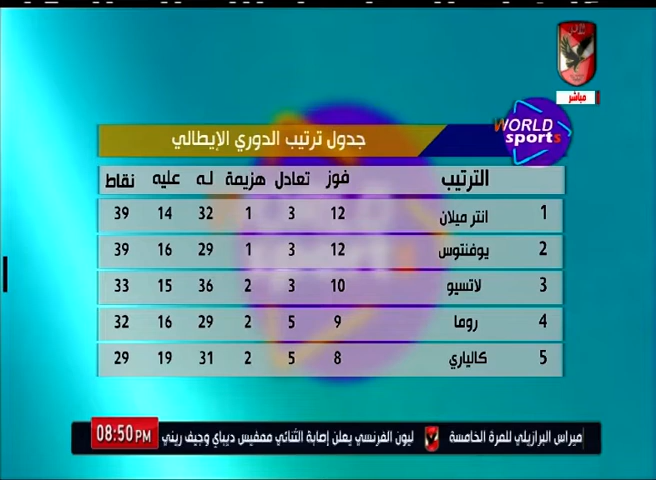 مباشر
WORLD
sports
جدول ترتيب الدوري الإيطالي
الترتيب فوز تعادل هزيمة له عليه نقاط
1 انتر ميلان 12 3 1 32 14 39
2 يوفنتوس 12 3 1 29 16 39
3 لاتسيو 10 3 2 36 15 33
4 روما 9 5 2 29 16 32
5 كالياري 8 5 2 31 19 29
ميراس البرازيلي للمرة الخامسة ليون الفرنسي يعلن إصابة الثنائي ممفيس ديباي وجيف ريني
08:50 PM